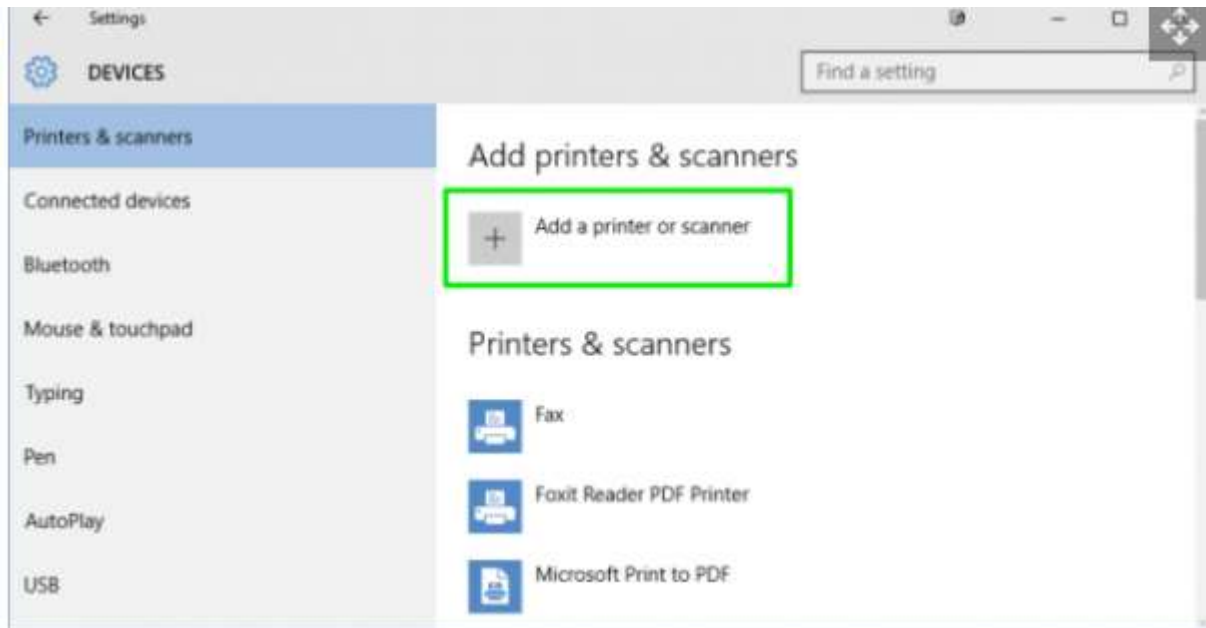 Settings
DEVICES
Find a setting
Printers & scanners
Connected devices
Bluetooth
Mouse & touchpad
Typing
Pen
AutoPlay
USB
Add printers & scanners
Add a printer or scanner
Printers & scanners
Fax
Foxit Reader PDF Printer
Microsoft Print to PDF